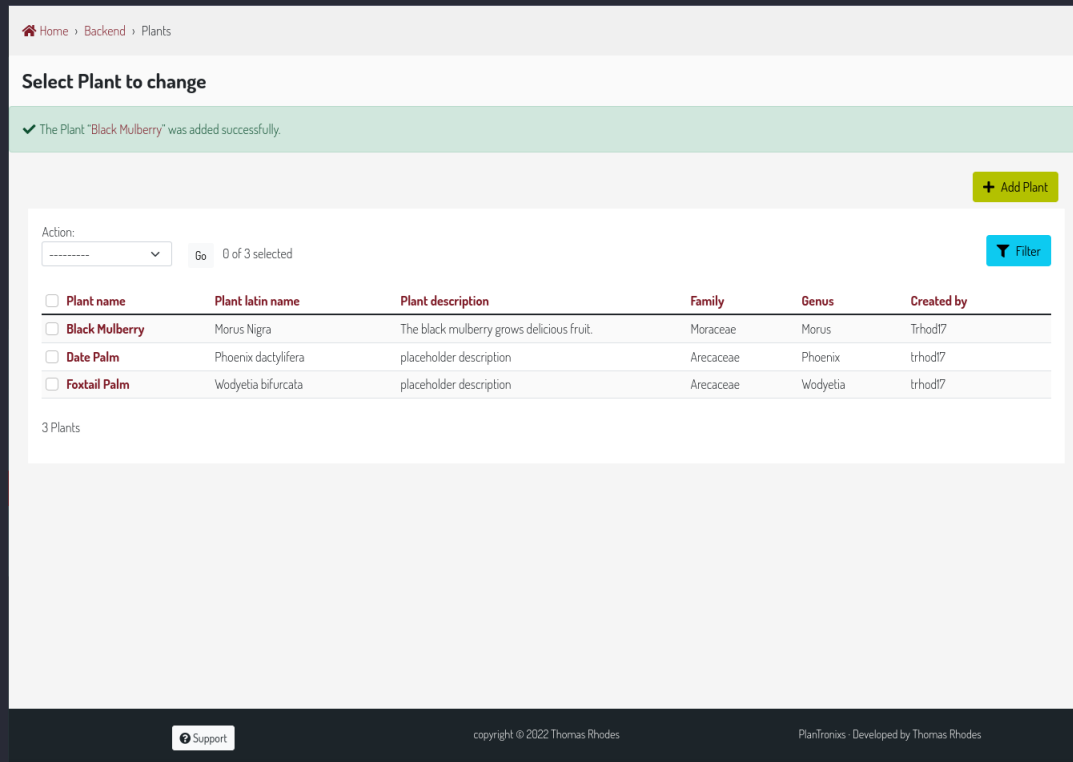 Home › Backend › Plants
Select Plant to change
The Plant “Black Mulberry” was added successfully.
Add Plant
Action:
---------
Go 0 of 3 selected
Filter
Plant name Plant latin name Plant description Family Genus Created by
Black Mulberry Morus Nigra The black mulberry grows delicious fruit. Moraceae Morus Trhod17
Date Palm Phoenix dactylifera placeholder description Arecaceae Phoenix trhod17
Foxtail Palm Wodyetia bifurcata placeholder description Arecaceae Wodyetia trhod17
3 Plants
Support copyright © 2022 Thomas Rhodes PlanTronixs · Developed by Thomas Rhodes